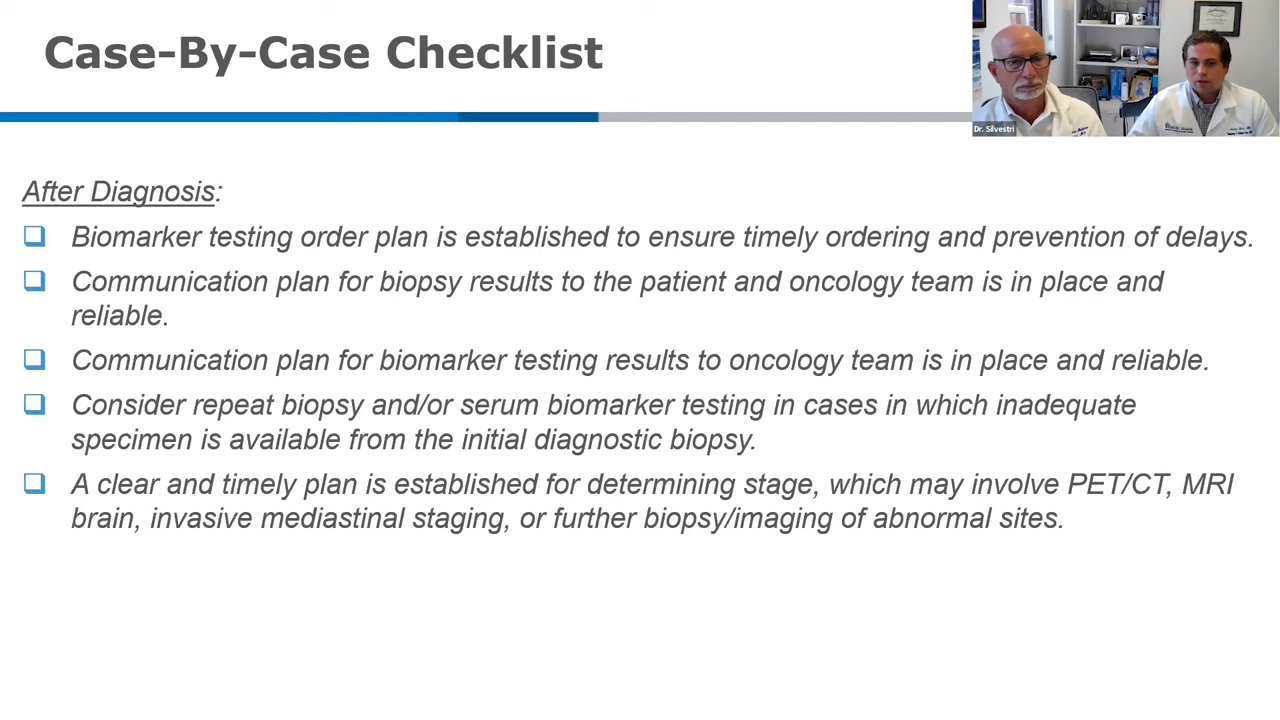 Case-By-Case Checklist
Dr. Silvestri
After Diagnosis:
Biomarker testing order plan is established to ensure timely ordering and prevention of delays.
Communication plan for biopsy results to the patient and oncology team is in place and
reliable.
Communication plan for biomarker testing results to oncology team is in place and reliable.
Consider repeat biopsy and/or serum biomarker testing in cases in which inadequate
specimen is available from the initial diagnostic biopsy.
A clear and timely plan is established for determining stage, which may involve PET/CT, MRI
brain, invasive mediastinal staging, or further biopsy/imaging of abnormal sites.